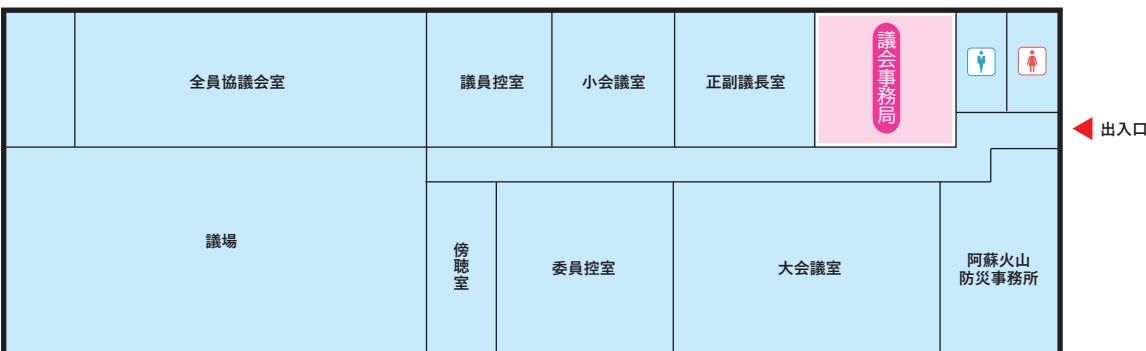 全員協議会室
議員控室
小会議室
正副議長室
議会事務局
出入口
議場
傍聴室
委員控室
大会議室
阿蘇火山
防災事務所